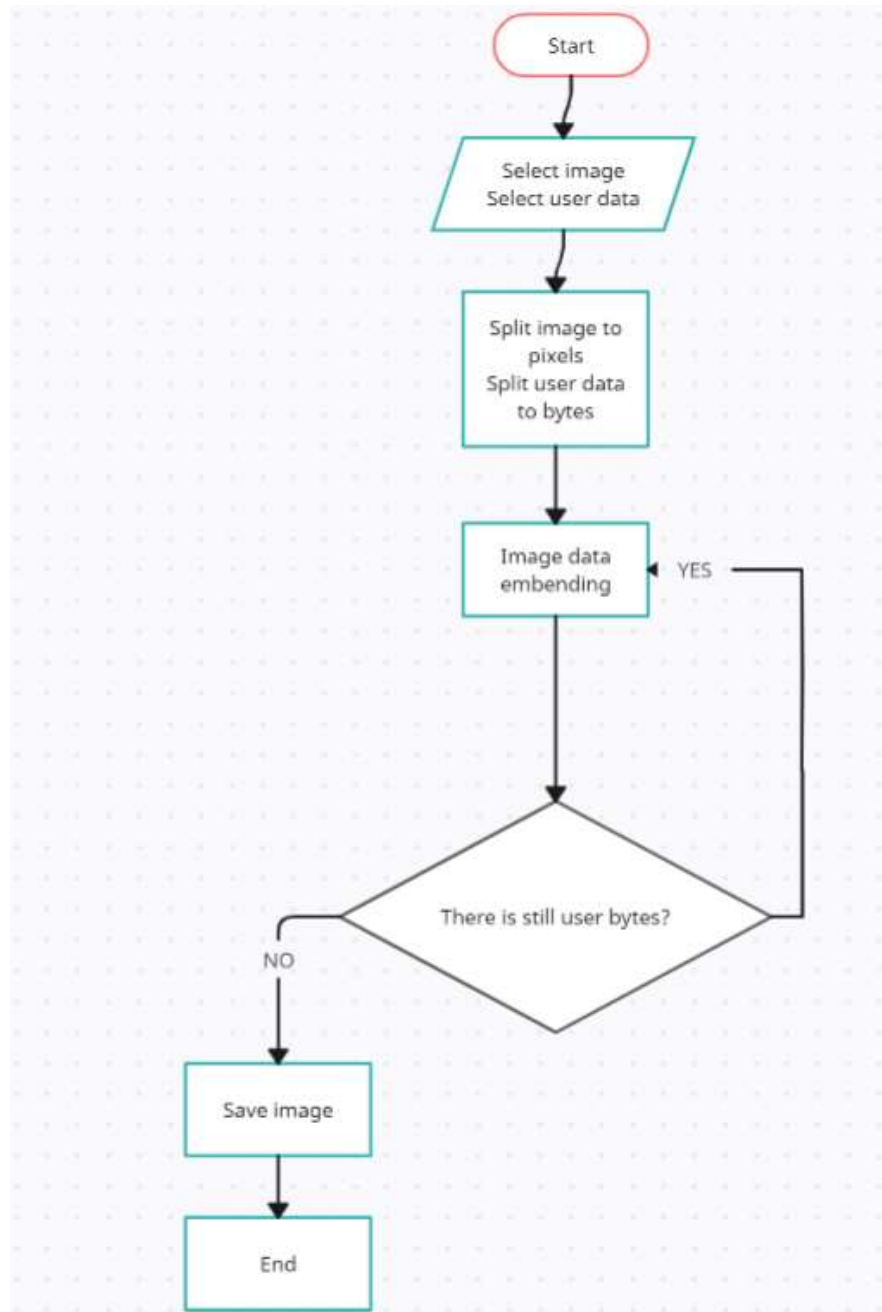 Start
Select image
Select user data
Split image to
pixels
Split user data
to bytes
Image data
embending
YES
There is still user bytes?
NO
Save image
End